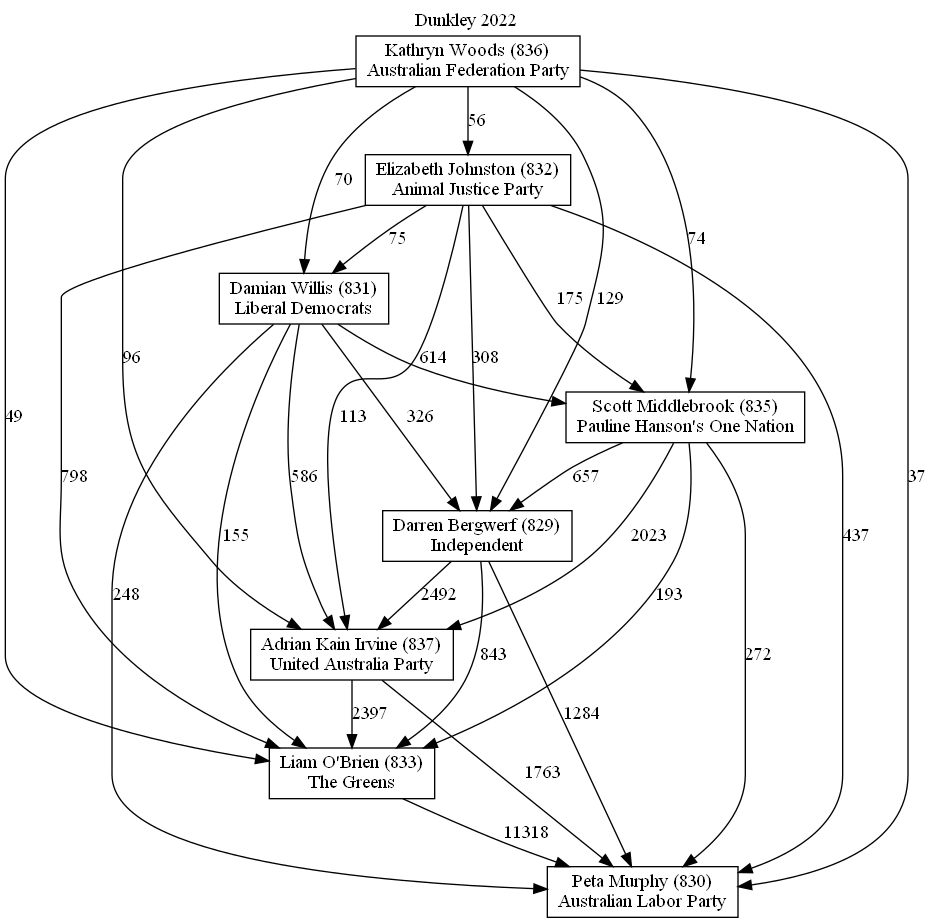 Dunkley 2022
Kathryn Woods (836)
Australian Federation Party
56
Elizabeth Johnston (832)
Animal Justice Party
70
75
74
Damian Willis (831)
Liberal Democrats
175
129
96
614
308
49
113
326
Scott Middlebrook (835)
Pauline Hanson's One Nation
798
586
657
37
Darren Bergwerf (829)
Independent
155
2023
437
248
2492
193
Adrian Kain Irvine (837)
United Australia Party
843
272
2397
1284
Liam O'Brien (833)
The Greens
1763
11318
Peta Murphy (830)
Australian Labor Party